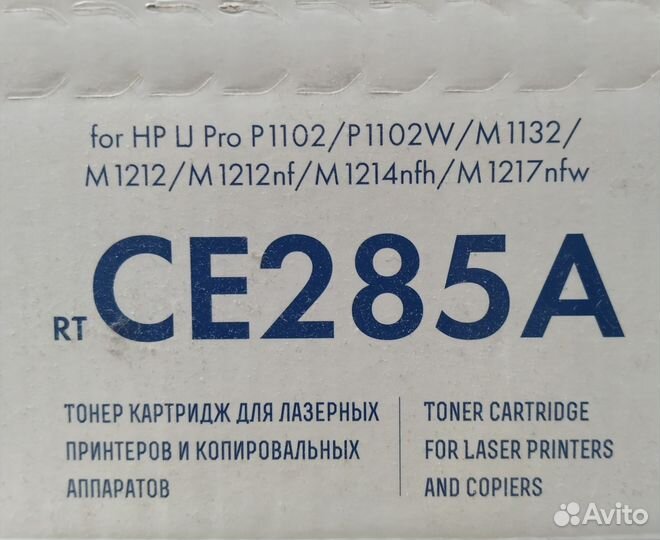 for HP LJ Pro P1102/P1102W/M1132/
M1212/M1212nf/M1214nfh/M1217nfw
RT CE285A
ТОНЕР КАРТРИДЖ ДЛЯ ЛАЗЕРНЫХ
ПРИНТЕРОВ И КОПИРОВАЛЬНЫХ
АППАРАТОВ
TONER CARTRIDGE
FOR LASER PRINTERS
AND COPIERS
Avito